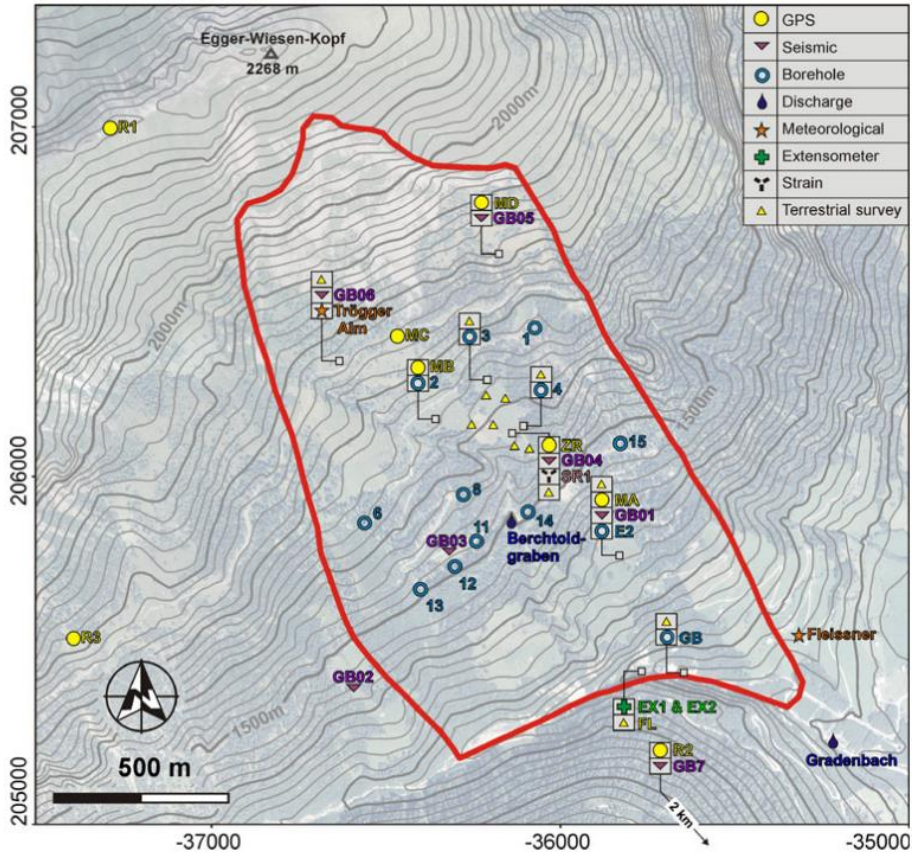 Egger-Wiesen-Kopf
2268 m
2000m
R1
207000
GPS
Seismic
Borehole
Discharge
Meteorological
Extensometer
Strain
Terrestrial survey
MD
GB05
GB06
Trögger
Alm
2000m
MC
3
1
MB
2
4
1500m
15
ZR
GB04
SR1
206000
8
6
MA
GB01
E2
14
11
Berchtold-
graben
GB03
12
13
R3
GB
Fleissner
GB02
EX1 & EX2
FL
1500m
R2
GB7
Gradenbach
500 m
2 km
205000
-37000
-36000
-35000